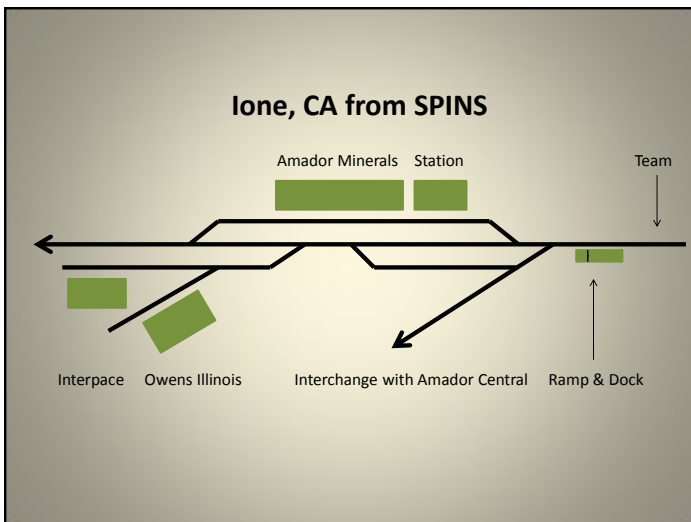 Ione, CA from SPINS
Amador Minerals Station Team
Interpace Owens Illinois Interchange with Amador Central Ramp & Dock